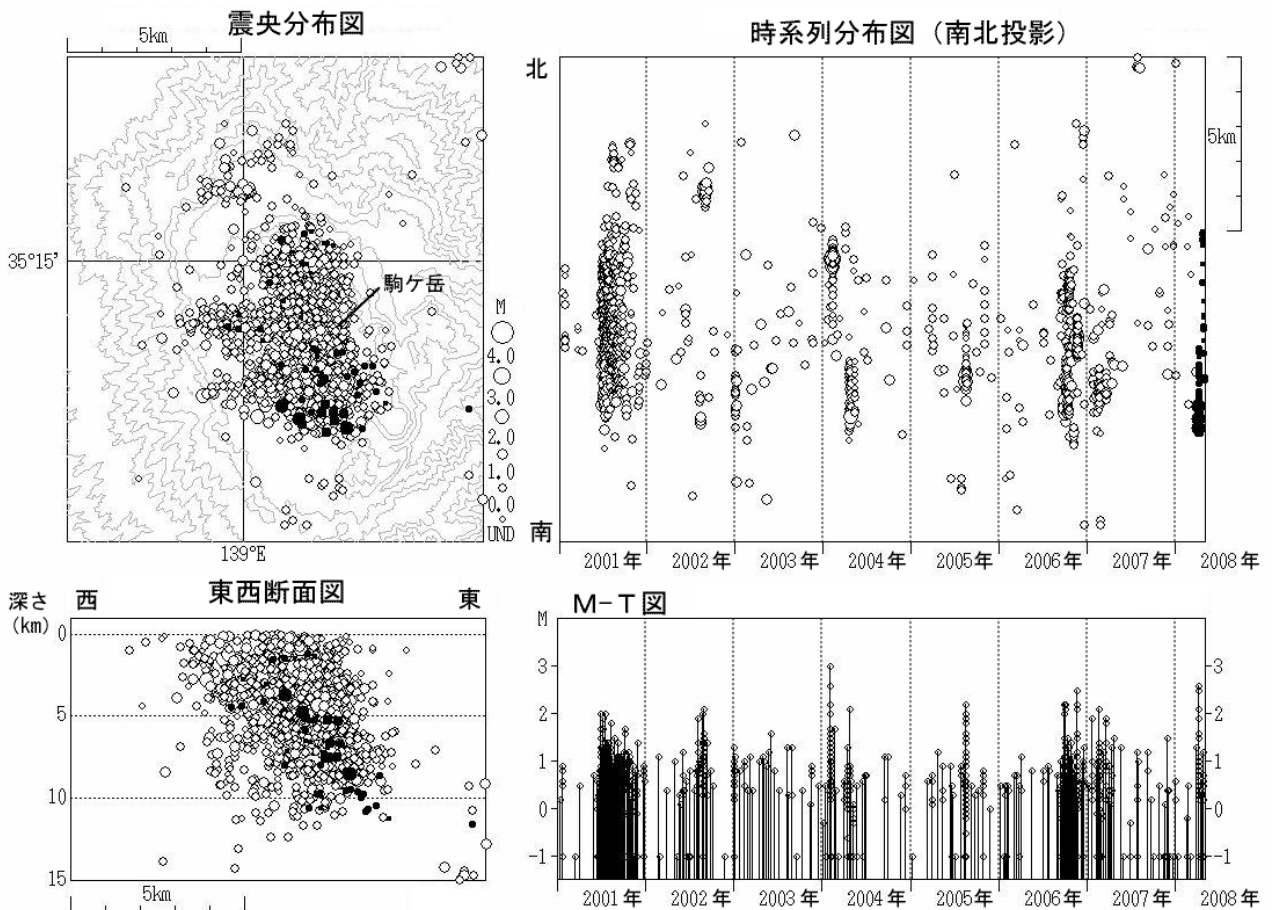 震央分布図
5km
35°15′
139°E
駒ケ岳
M
4.0
3.0
2.0
1.0
0.0
UND
時系列分布図（南北投影）
北
南
5km
2001年 2002年 2003年 2004年 2005年 2006年 2007年 2008年
東西断面図
深さ
(km)
西
東
0
5
10
15
5km
M-T図
M
3
2
1
0
-1
3
2
1
0
-1
2001年 2002年 2003年 2004年 2005年 2006年 2007年 2008年